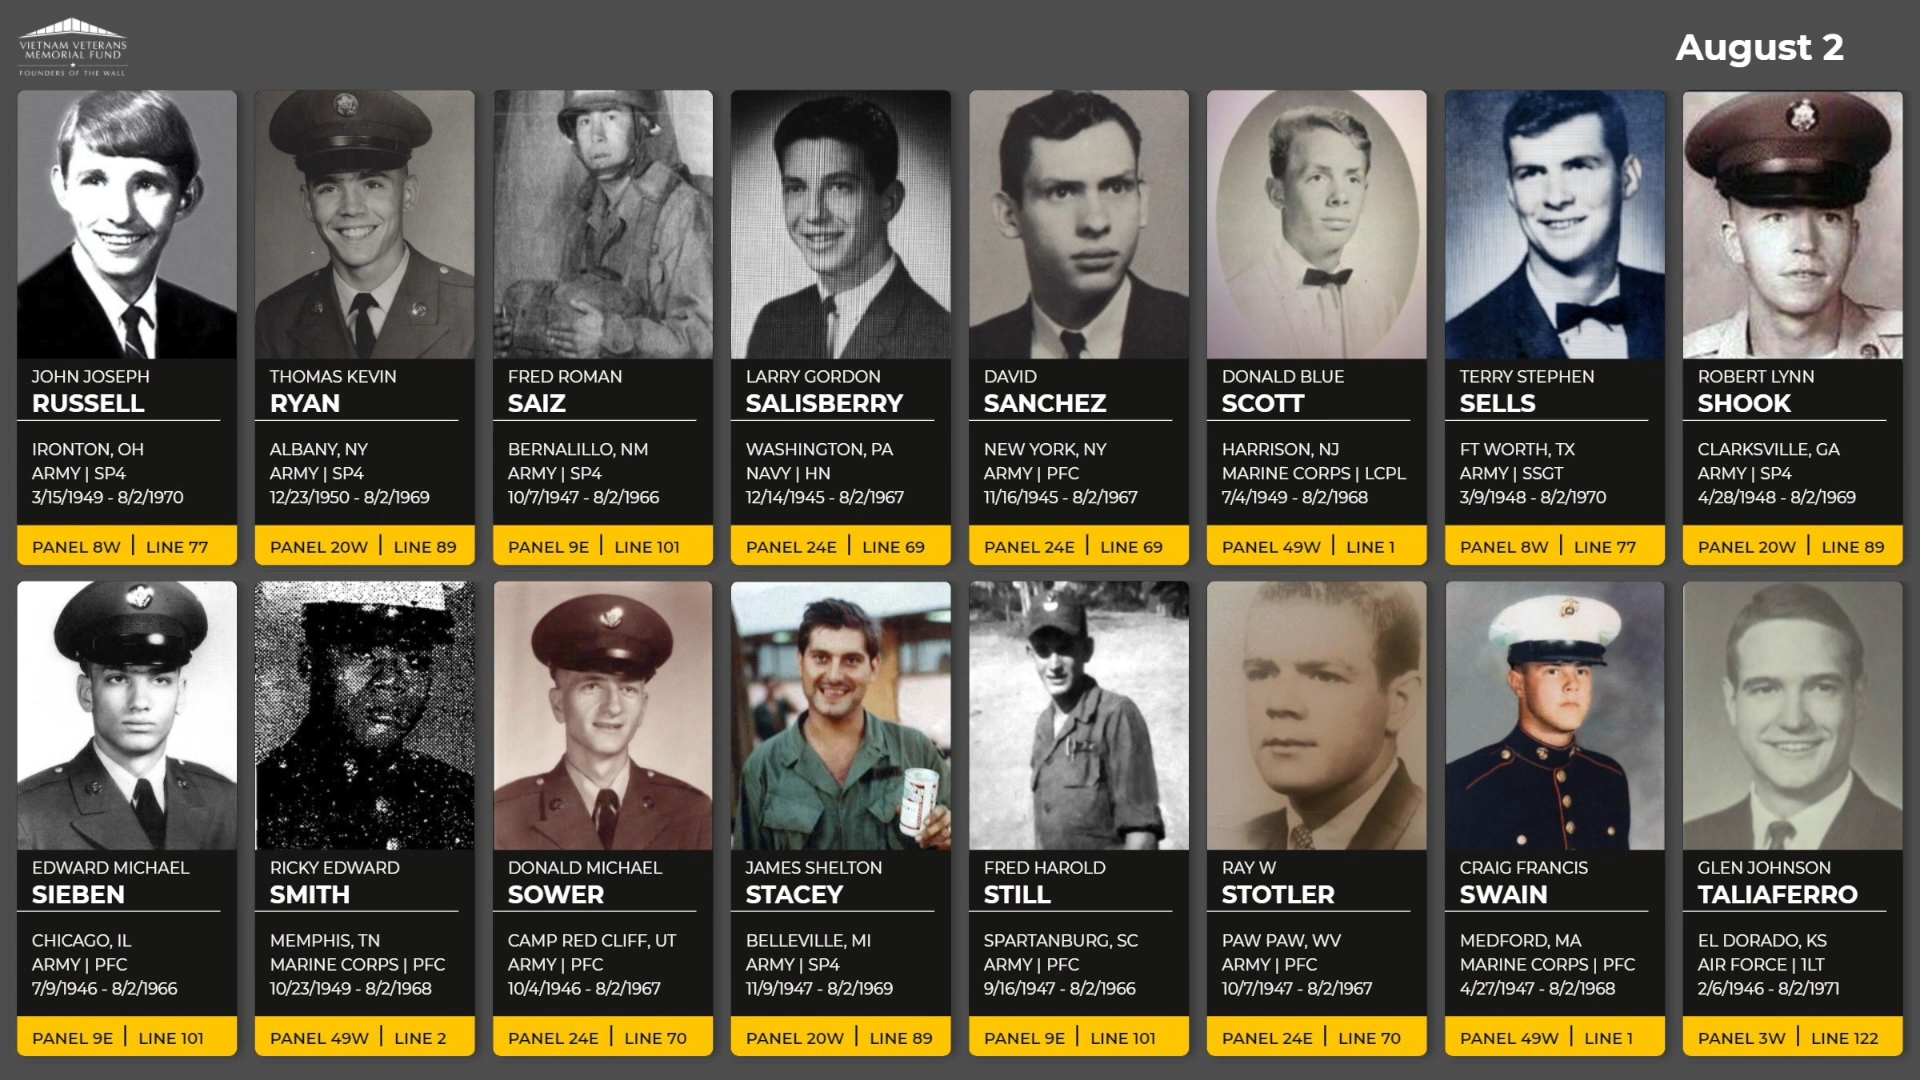 VIETNAM VETERANS
MEMORIAL FUND
FOUNDERS OF THE WALL
August 2
JOHN JOSEPH
RUSSELL
IRONTON, OH
ARMY | SP4
3/15/1949 - 8/2/1970
PANEL 8W | LINE 77
THOMAS KEVIN
RYAN
ALBANY, NY
ARMY | SP4
12/23/1950 - 8/2/1969
PANEL 20W | LINE 89
FRED ROMAN
SAIZ
BERNALILLO, NM
ARMY | SP4
10/7/1947 - 8/2/1966
PANEL 9E | LINE 101
LARRY GORDON
SALISBERRY
WASHINGTON, PA
NAVY | HN
12/14/1945 - 8/2/1967
PANEL 24E | LINE 69
DAVID
SANCHEZ
NEW YORK, NY
ARMY | PFC
11/16/1945 - 8/2/1967
PANEL 24E | LINE 69
DONALD BLUE
SCOTT
HARRISON, NJ
MARINE CORPS | LCPL
7/4/1949 - 8/2/1968
PANEL 49W | LINE 1
TERRY STEPHEN
SELLS
FT WORTH, TX
ARMY | SSGT
3/9/1948 - 8/2/1970
PANEL 8W | LINE 77
ROBERT LYNN
SHOOK
CLARKSVILLE, GA
ARMY | SP4
4/28/1948 - 8/2/1969
PANEL 20W | LINE 89
EDWARD MICHAEL
SIEBEN
CHICAGO, IL
ARMY | PFC
7/9/1946 - 8/2/1966
PANEL 9E | LINE 101
RICKY EDWARD
SMITH
MEMPHIS, TN
MARINE CORPS | PFC
10/23/1949 - 8/2/1968
PANEL 49W | LINE 2
DONALD MICHAEL
SOWER
CAMP RED CLIFF, UT
ARMY | PFC
10/4/1946 - 8/2/1967
PANEL 24E | LINE 70
JAMES SHELTON
STACEY
BELLEVILLE, MI
ARMY | SP4
11/9/1947 - 8/2/1969
PANEL 20W | LINE 89
FRED HAROLD
STILL
SPARTANBURG, SC
ARMY | PFC
9/16/1947 - 8/2/1966
PANEL 9E | LINE 101
RAY W
STOTLER
PAW PAW, WV
ARMY | PFC
10/7/1947 - 8/2/1967
PANEL 24E | LINE 70
CRAIG FRANCIS
SWAIN
MEDFORD, MA
MARINE CORPS | PFC
4/27/1947 - 8/2/1968
PANEL 49W | LINE 1
GLEN JOHNSON
TALIAFERRO
EL DORADO, KS
AIR FORCE | 1LT
2/6/1946 - 8/2/1971
PANEL 3W | LINE 122